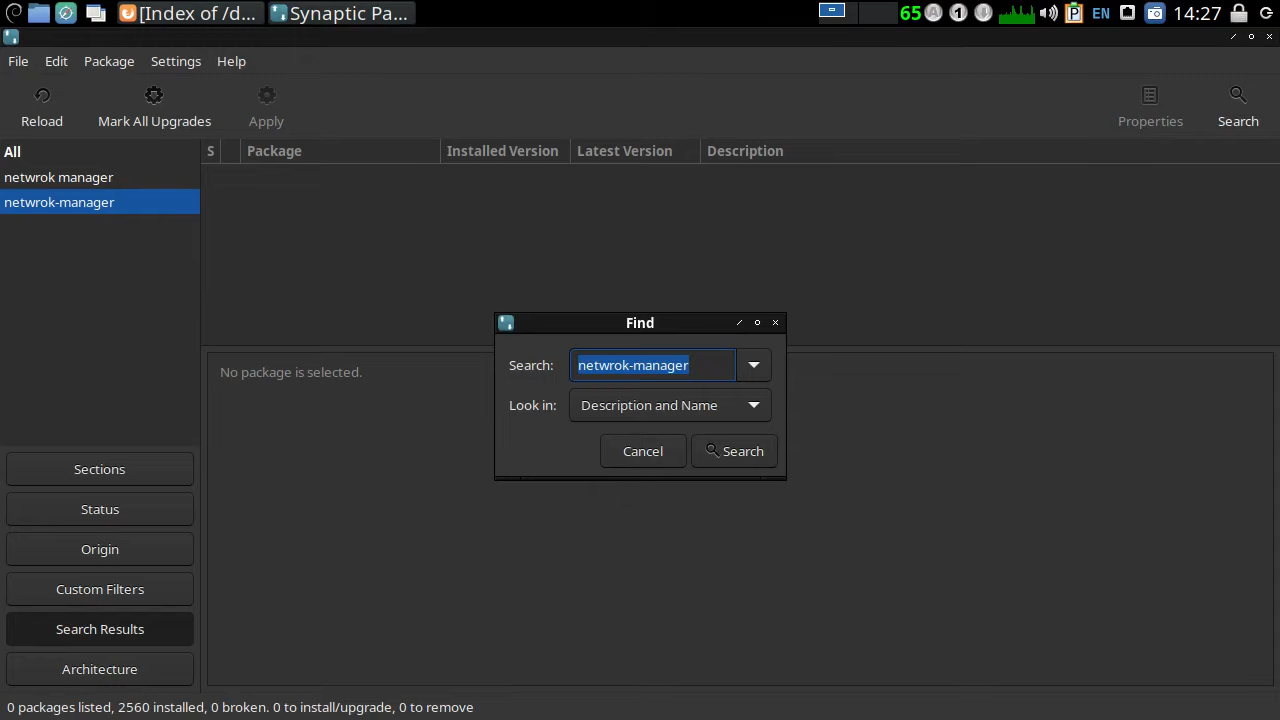 [Index of /d...
Synaptic Pa...
65
A
1
P
EN
14:27
File Edit Package Settings Help
Reload Mark All Upgrades Apply Properties Search
All
netwrok manager
netwrok-manager
S Package Installed Version Latest Version Description
No package is selected.
Find
Search: netwrok-manager
Look in: Description and Name
Cancel Search
Sections
Status
Origin
Custom Filters
Search Results
Architecture
0 packages listed, 2560 installed, 0 broken. 0 to install/upgrade, 0 to remove